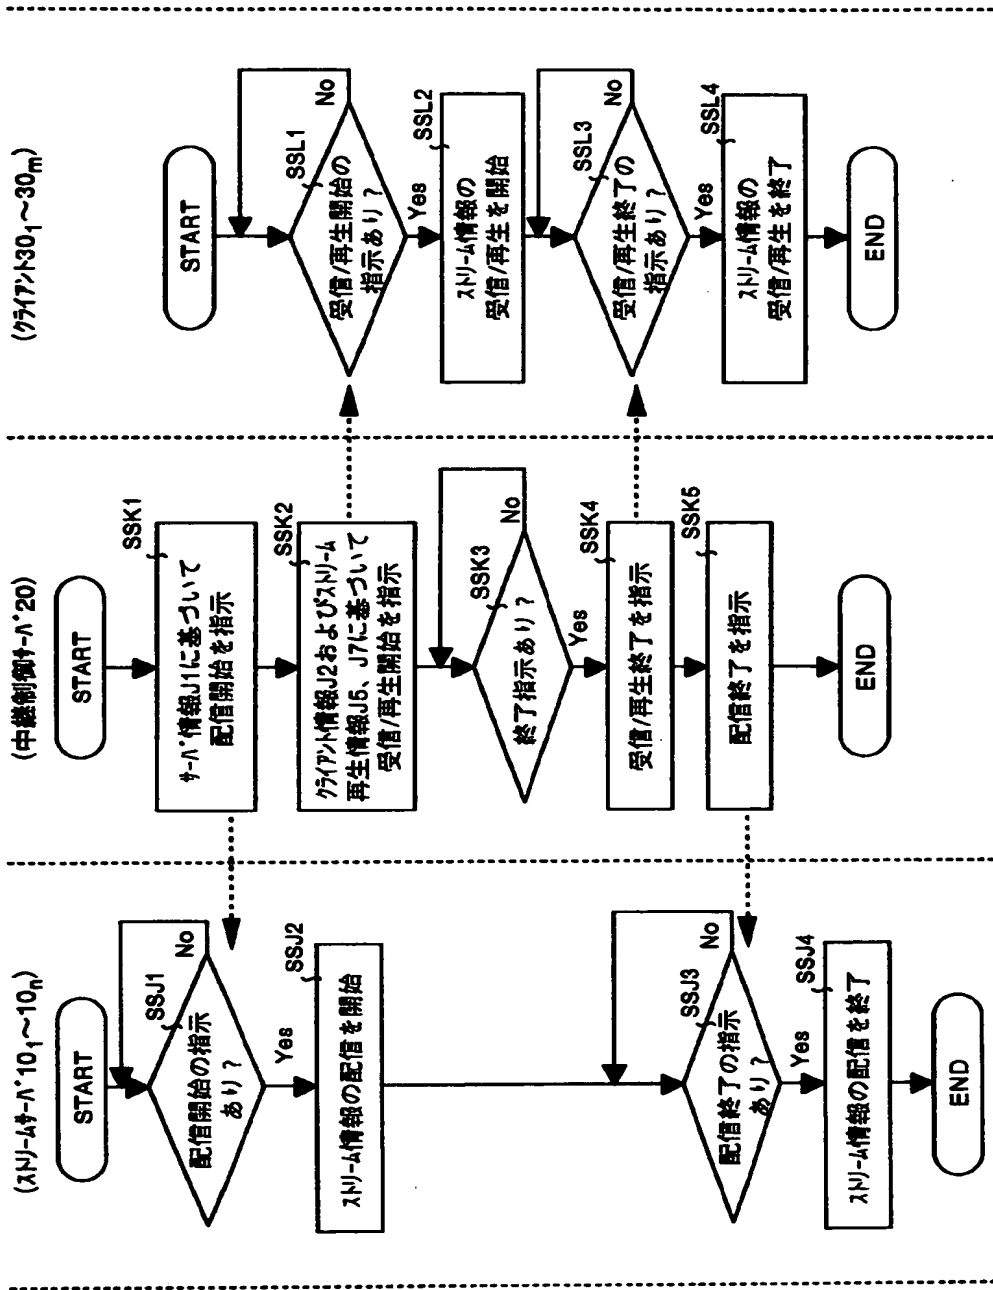 (ストリームサーバ10₁～10ₙ)
START
配信開始の指示
あり？
SSJ1
No
Yes
ストリーム情報の配信を開始
SSJ2
配信終了の指示
あり？
SSJ3
No
Yes
ストリーム情報の配信を終了
SSJ4
END
(中継制御サーバ20)
START
サーバ情報J1に基づいて
配信開始を指示
SSK1
クライアント情報J2およびストリーム
再生情報J5、J7に基づいて
受信/再生開始を指示
SSK2
終了指示あり？
SSK3
No
Yes
受信/再生終了を指示
SSK4
配信終了を指示
SSK5
END
(クライアント30₁～30ₘ)
START
受信/再生開始の
指示あり？
SSL1
No
Yes
ストリーム情報の
受信/再生を開始
SSL2
受信/再生終了の
指示あり？
SSL3
No
Yes
ストリーム情報の
受信/再生を終了
SSL4
END